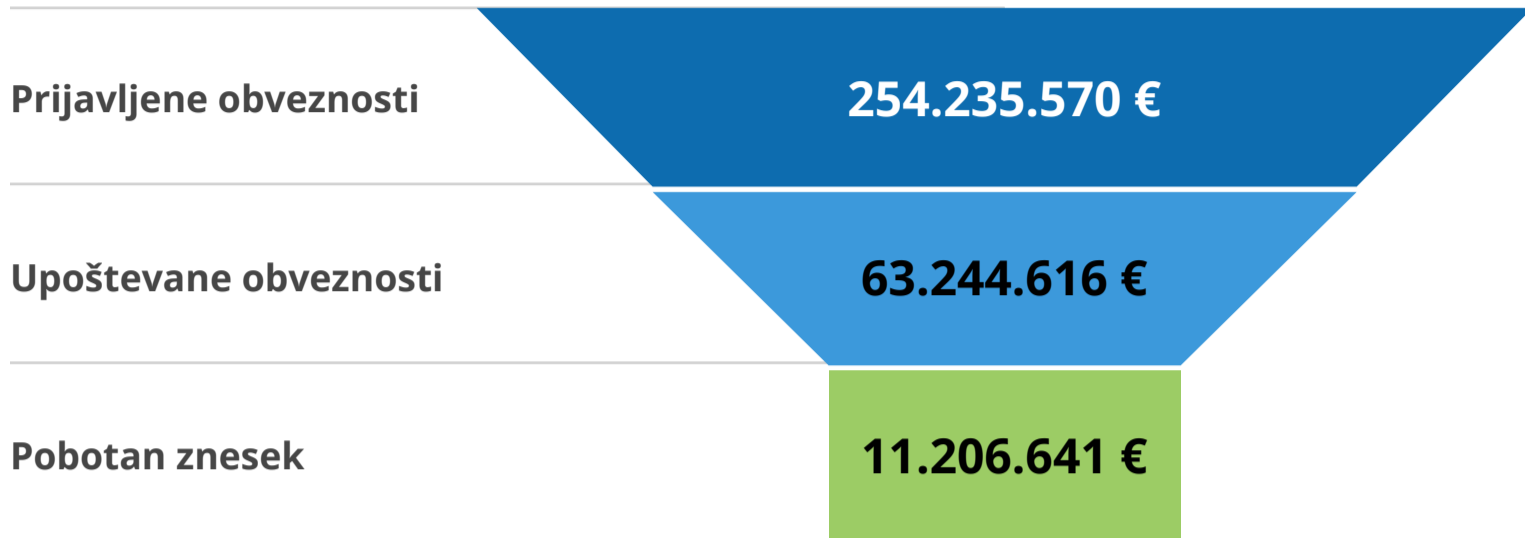 Prijavljene obveznosti
254.235.570 €
Upoštevane obveznosti
63.244.616 €
Pobotan znesek
11.206.641 €